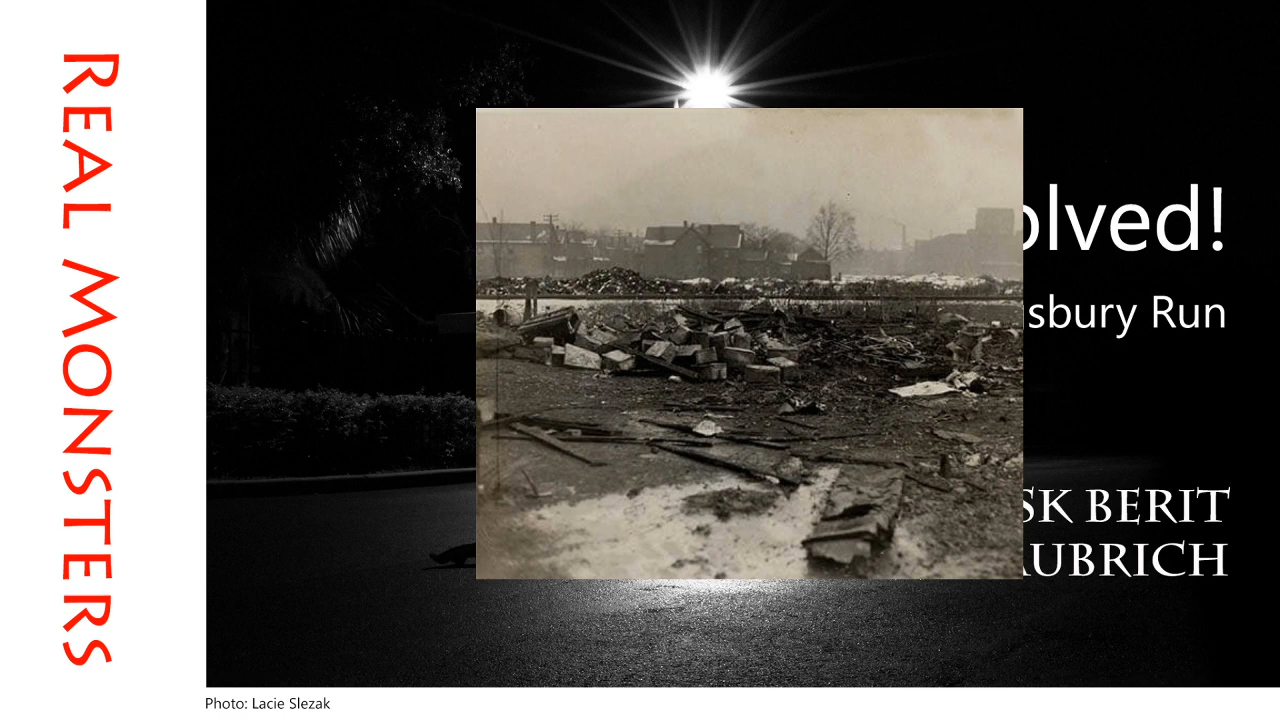 REAL MONSTERS
olved!
sbury Run
SK BERIT
UBRICH
Photo: Lacie Slezak